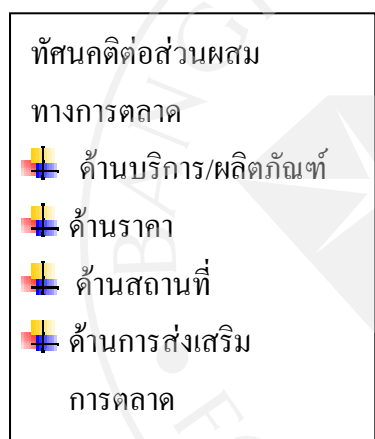 ทัศนคติต่อส่วนผสม
ทางการตลาด
ด้านบริการ/ผลิตภัณฑ์
ด้านราคา
ด้านสถานที่
ด้านการส่งเสริม
การตลาด